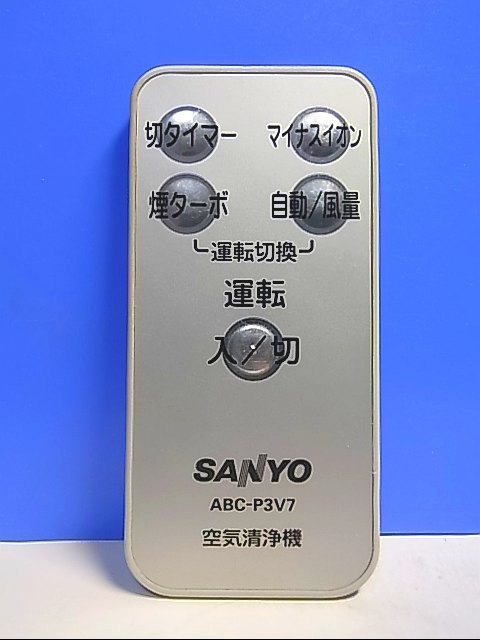 切タイマー マイナスイオン
煙ターボ 自動/風量
運転切換
運転
入/切
SANYO
ABC-P3V7
空気清浄機